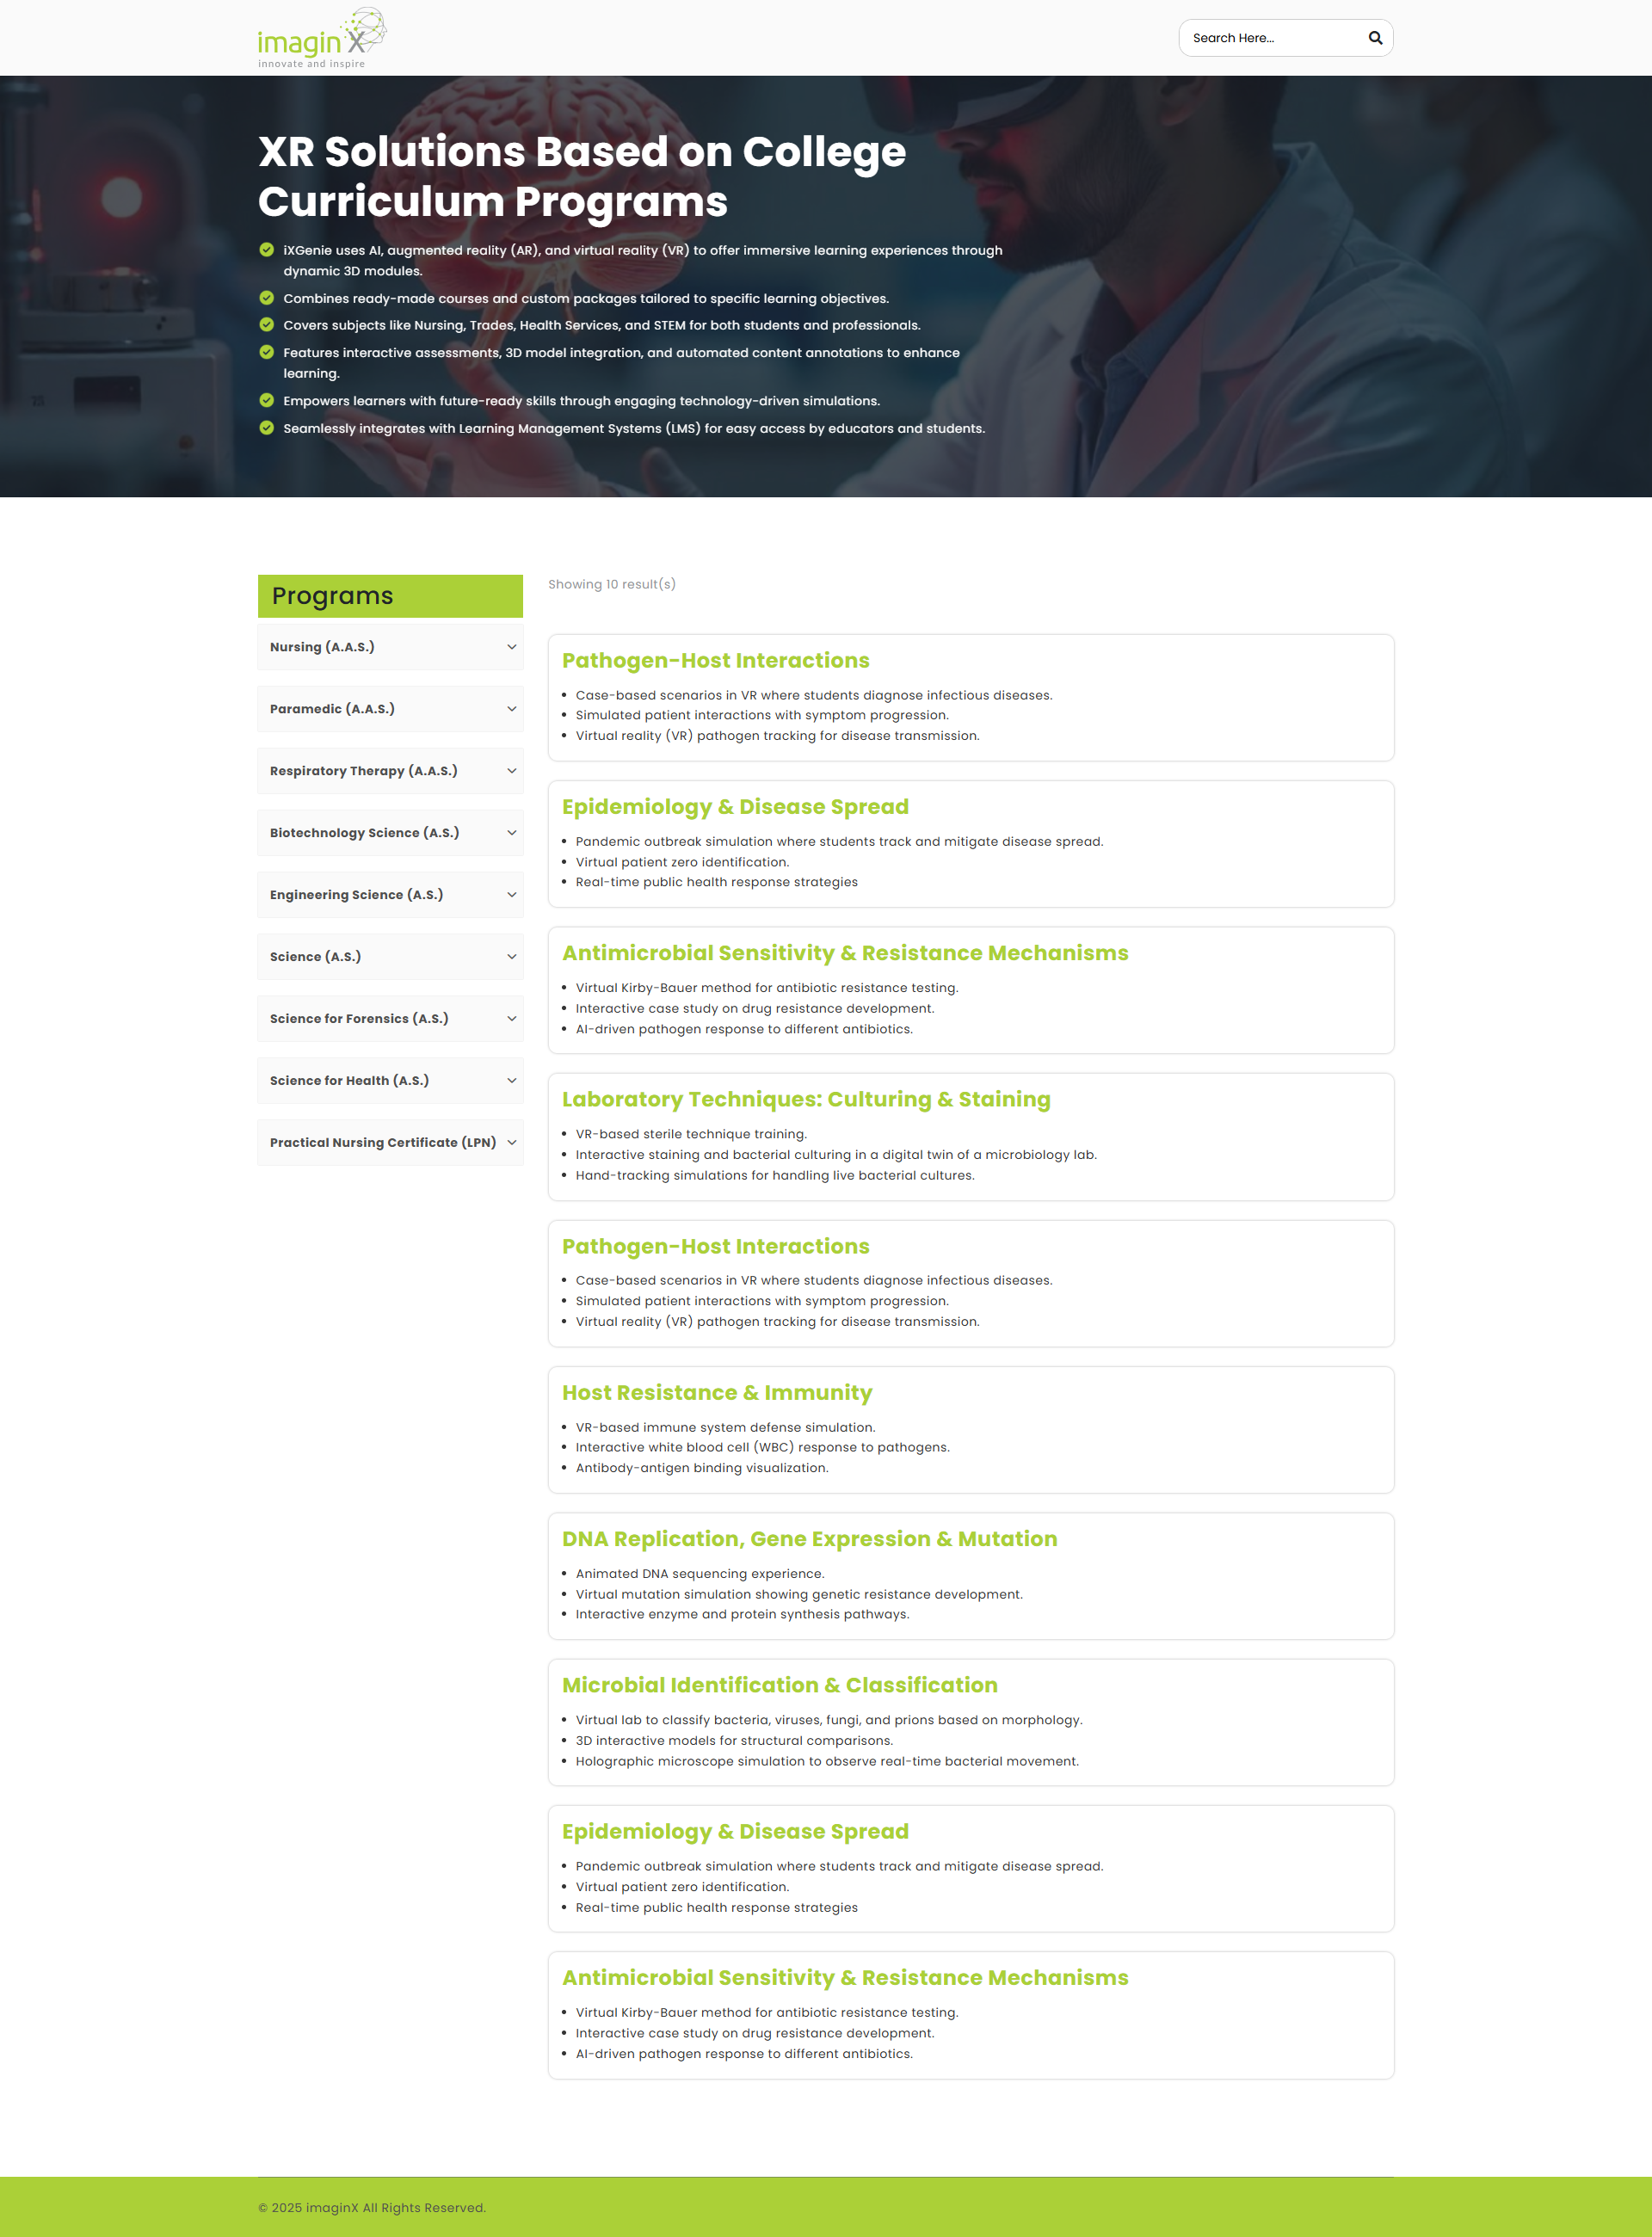 imagin X
innovate and inspire
Search Here...
XR Solutions Based on College
Curriculum Programs
iXGenie uses AI, augmented reality (AR), and virtual reality (VR) to offer immersive learning experiences through
dynamic 3D modules.
Combines ready-made courses and custom packages tailored to specific learning objectives.
Covers subjects like Nursing, Trades, Health Services, and STEM for both students and professionals.
Features interactive assessments, 3D model integration, and automated content annotations to enhance
learning.
Empowers learners with future-ready skills through engaging technology-driven simulations.
Seamlessly integrates with Learning Management Systems (LMS) for easy access by educators and students.
Programs
Nursing (A.A.S.)
Paramedic (A.A.S.)
Respiratory Therapy (A.A.S.)
Biotechnology Science (A.S.)
Engineering Science (A.S.)
Science (A.S.)
Science for Forensics (A.S.)
Science for Health (A.S.)
Practical Nursing Certificate (LPN)
Showing 10 result(s)
Pathogen-Host Interactions
• Case-based scenarios in VR where students diagnose infectious diseases.
• Simulated patient interactions with symptom progression.
• Virtual reality (VR) pathogen tracking for disease transmission.
Epidemiology & Disease Spread
• Pandemic outbreak simulation where students track and mitigate disease spread.
• Virtual patient zero identification.
• Real-time public health response strategies
Antimicrobial Sensitivity & Resistance Mechanisms
• Virtual Kirby-Bauer method for antibiotic resistance testing.
• Interactive case study on drug resistance development.
• AI-driven pathogen response to different antibiotics.
Laboratory Techniques: Culturing & Staining
• VR-based sterile technique training.
• Interactive staining and bacterial culturing in a digital twin of a microbiology lab.
• Hand-tracking simulations for handling live bacterial cultures.
Pathogen-Host Interactions
• Case-based scenarios in VR where students diagnose infectious diseases.
• Simulated patient interactions with symptom progression.
• Virtual reality (VR) pathogen tracking for disease transmission.
Host Resistance & Immunity
• VR-based immune system defense simulation.
• Interactive white blood cell (WBC) response to pathogens.
• Antibody-antigen binding visualization.
DNA Replication, Gene Expression & Mutation
• Animated DNA sequencing experience.
• Virtual mutation simulation showing genetic resistance development.
• Interactive enzyme and protein synthesis pathways.
Microbial Identification & Classification
• Virtual lab to classify bacteria, viruses, fungi, and prions based on morphology.
• 3D interactive models for structural comparisons.
• Holographic microscope simulation to observe real-time bacterial movement.
Epidemiology & Disease Spread
• Pandemic outbreak simulation where students track and mitigate disease spread.
• Virtual patient zero identification.
• Real-time public health response strategies
Antimicrobial Sensitivity & Resistance Mechanisms
• Virtual Kirby-Bauer method for antibiotic resistance testing.
• Interactive case study on drug resistance development.
• AI-driven pathogen response to different antibiotics.
© 2025 imaginX All Rights Reserved.